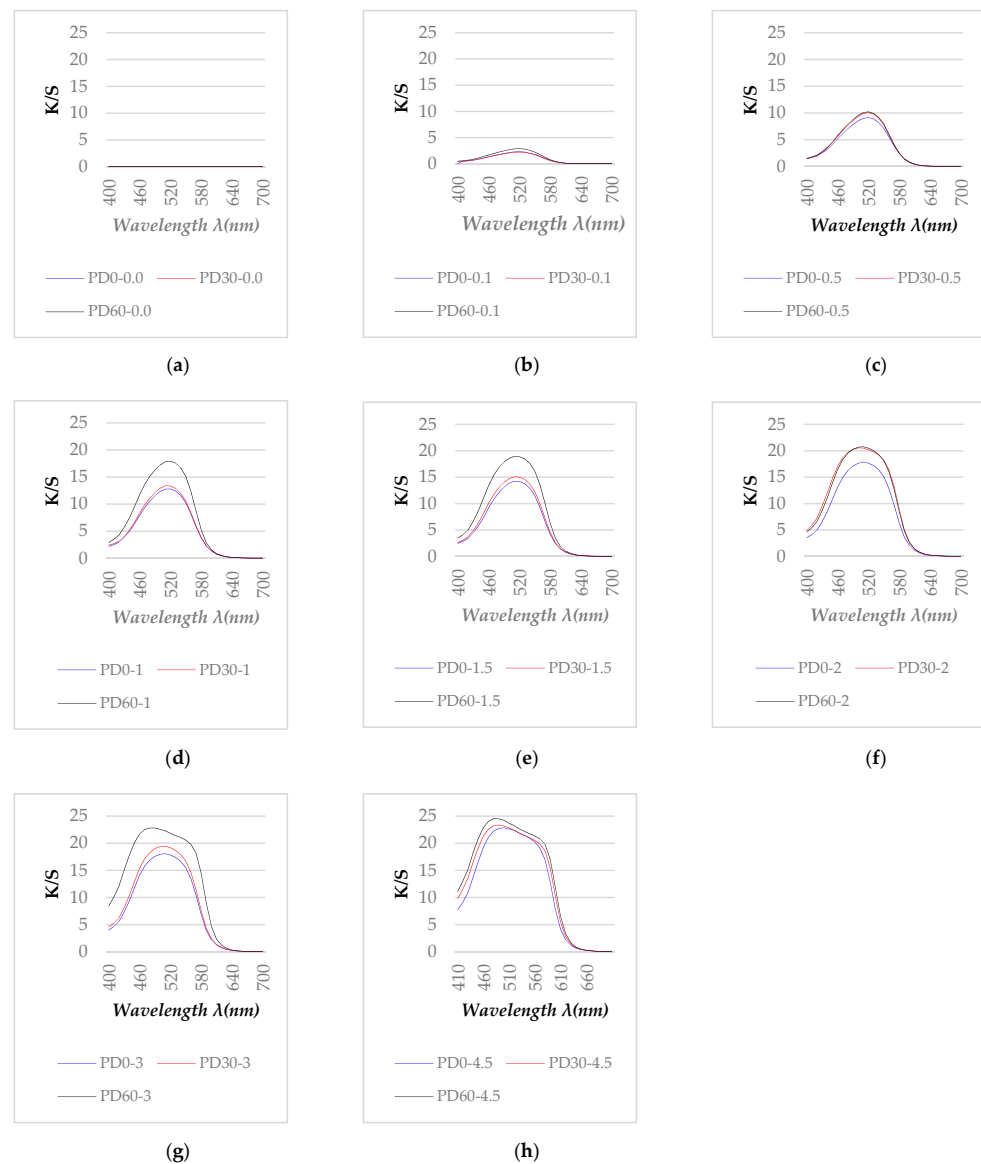 25
20
15
10
5
0
K/S
400
460
520
580
640
700
Wavelength λ(nm)
PD0-0.0
PD30-0.0
PD60-0.0
(a)
25
20
15
10
5
0
K/S
400
460
520
580
640
700
Wavelength λ(nm)
PD0-0.1
PD30-0.1
PD60-0.1
(b)
25
20
15
10
5
0
K/S
400
460
520
580
640
700
Wavelength λ(nm)
PD0-0.5
PD30-0.5
PD60-0.5
(c)
25
20
15
10
5
0
K/S
400
460
520
580
640
700
Wavelength λ(nm)
PD0-1
PD30-1
PD60-1
(d)
25
20
15
10
5
0
K/S
400
460
520
580
640
700
Wavelength λ(nm)
PD0-1.5
PD30-1.5
PD60-1.5
(e)
25
20
15
10
5
0
K/S
400
460
520
580
640
700
Wavelength λ(nm)
PD0-2
PD30-2
PD60-2
(f)
25
20
15
10
5
0
K/S
400
460
520
580
640
700
Wavelength λ(nm)
PD0-3
PD30-3
PD60-3
(g)
25
20
15
10
5
0
K/S
410
460
510
560
610
660
Wavelength λ(nm)
PD0-4.5
PD30-4.5
PD60-4.5
(h)